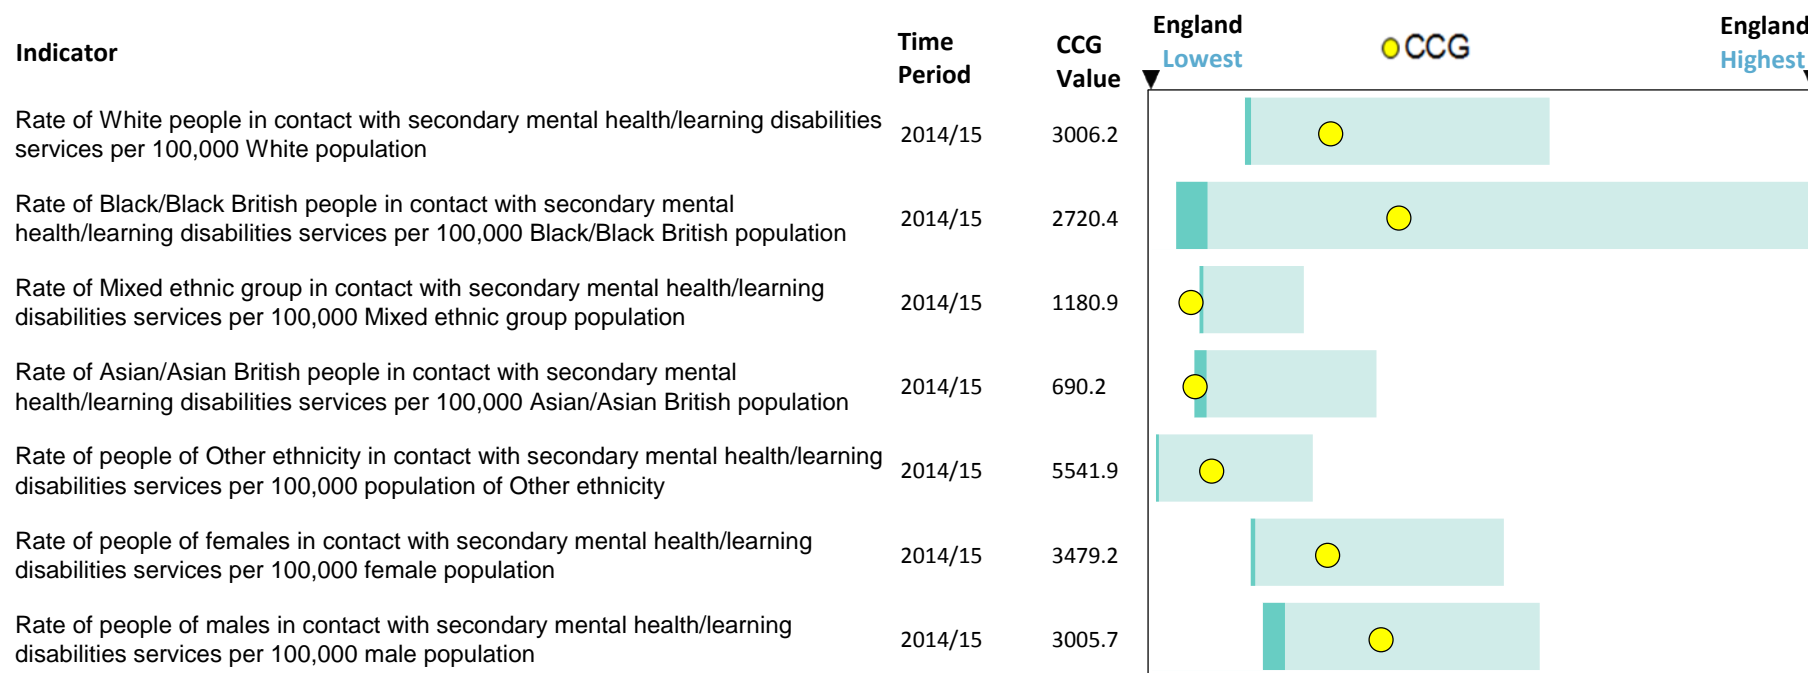 Indicator
Time Period
CCG Value
England Lowest
CCG
England Highest
Rate of White people in contact with secondary mental health/learning disabilities
services per 100,000 White population
2014/15
3006.2
Rate of Black/Black British people in contact with secondary mental
health/learning disabilities services per 100,000 Black/Black British population
2014/15
2720.4
Rate of Mixed ethnic group in contact with secondary mental health/learning
disabilities services per 100,000 Mixed ethnic group population
2014/15
1180.9
Rate of Asian/Asian British people in contact with secondary mental
health/learning disabilities services per 100,000 Asian/Asian British population
2014/15
690.2
Rate of people of Other ethnicity in contact with secondary mental health/learning
disabilities services per 100,000 population of Other ethnicity
2014/15
5541.9
Rate of people of females in contact with secondary mental health/learning
disabilities services per 100,000 female population
2014/15
3479.2
Rate of people of males in contact with secondary mental health/learning
disabilities services per 100,000 male population
2014/15
3005.7